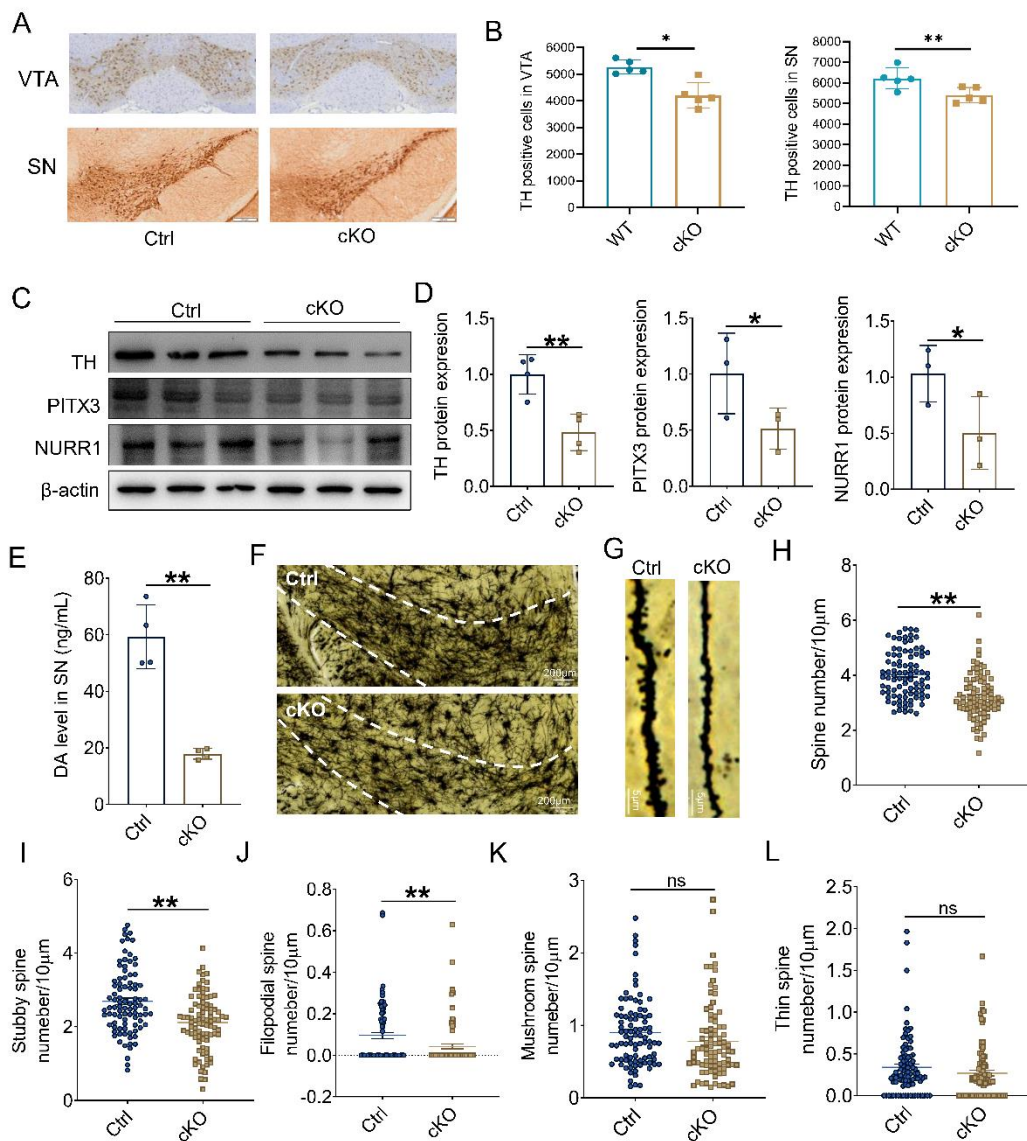 A
VTA
SN
Ctrl
cKO
B
TH positive cells in VTA
6000
5000
4000
3000
2000
1000
0
*
WT
cKO
TH positive cells in SN
8000
7000
6000
5000
4000
3000
2000
1000
0
**
WT
cKO
C
Ctrl
cKO
TH
PITX3
NURR1
β-actin
D
TH protein expresion
1.5
1.0
0.5
0.0
**
Ctrl
cKO
PITX3 protein expresion
1.5
1.0
0.5
0.0
*
Ctrl
cKO
NURR1 protein expresion
1.5
1.0
0.5
0.0
*
Ctrl
cKO
E
DA level in SN (ng/mL)
80
60
40
20
0
**
Ctrl
cKO
F
Ctrl
200μm
cKO
200μm
G
Ctrl
cKO
5μm
5μm
H
Spine number/10μm
8
6
4
2
0
**
Ctrl
cKO
I
Stubby spine
numeber/10μm
6
4
2
0
**
Ctrl
cKO
J
Filopodial spine
numeber/10μm
0.8
0.6
0.4
0.2
0.0
-0.2
**
Ctrl
cKO
K
Mushroom spine
numeber/10μm
3
2
1
0
ns
Ctrl
cKO
L
Thin spine
numeber/10μm
2.5
2.0
1.5
1.0
0.5
0.0
ns
Ctrl
cKO